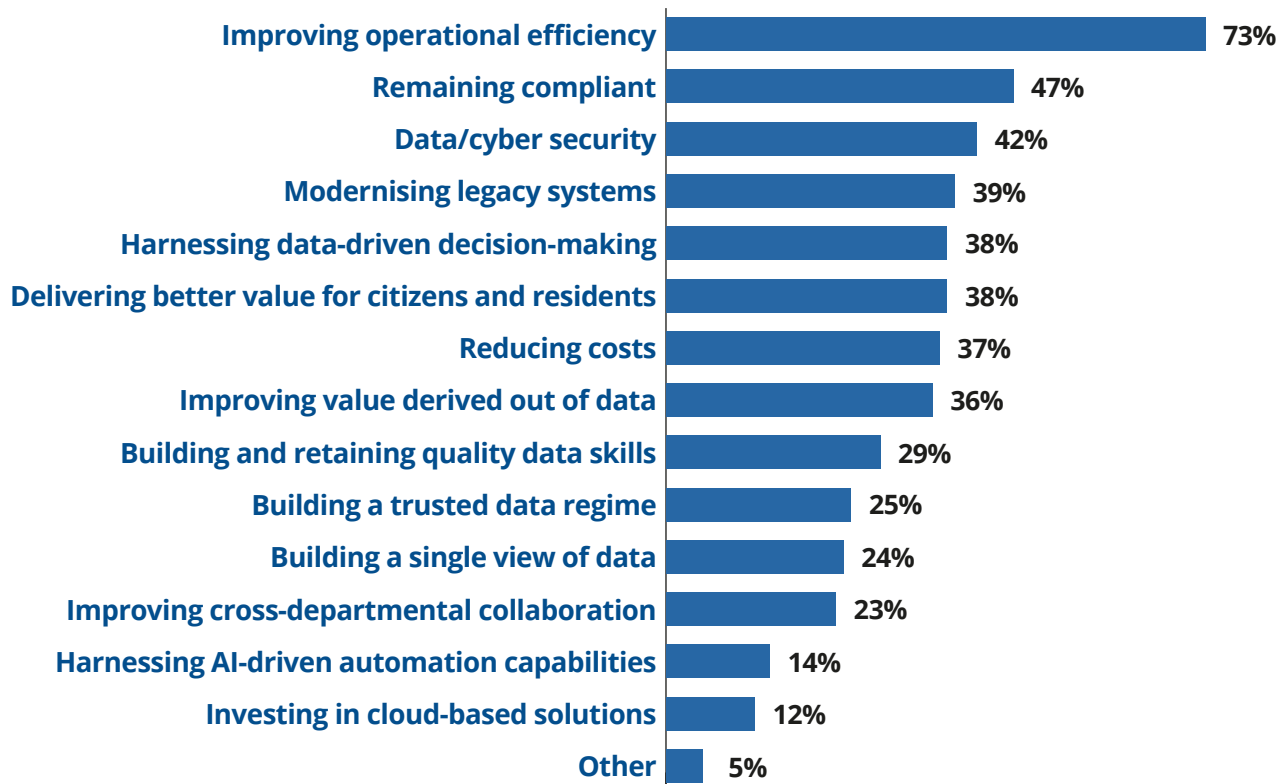 Improving operational efficiency 73%
Remaining compliant 47%
Data/cyber security 42%
Modernising legacy systems 39%
Harnessing data-driven decision-making 38%
Delivering better value for citizens and residents 38%
Reducing costs 37%
Improving value derived out of data 36%
Building and retaining quality data skills 29%
Building a trusted data regime 25%
Building a single view of data 24%
Improving cross-departmental collaboration 23%
Harnessing AI-driven automation capabilities 14%
Investing in cloud-based solutions 12%
Other 5%